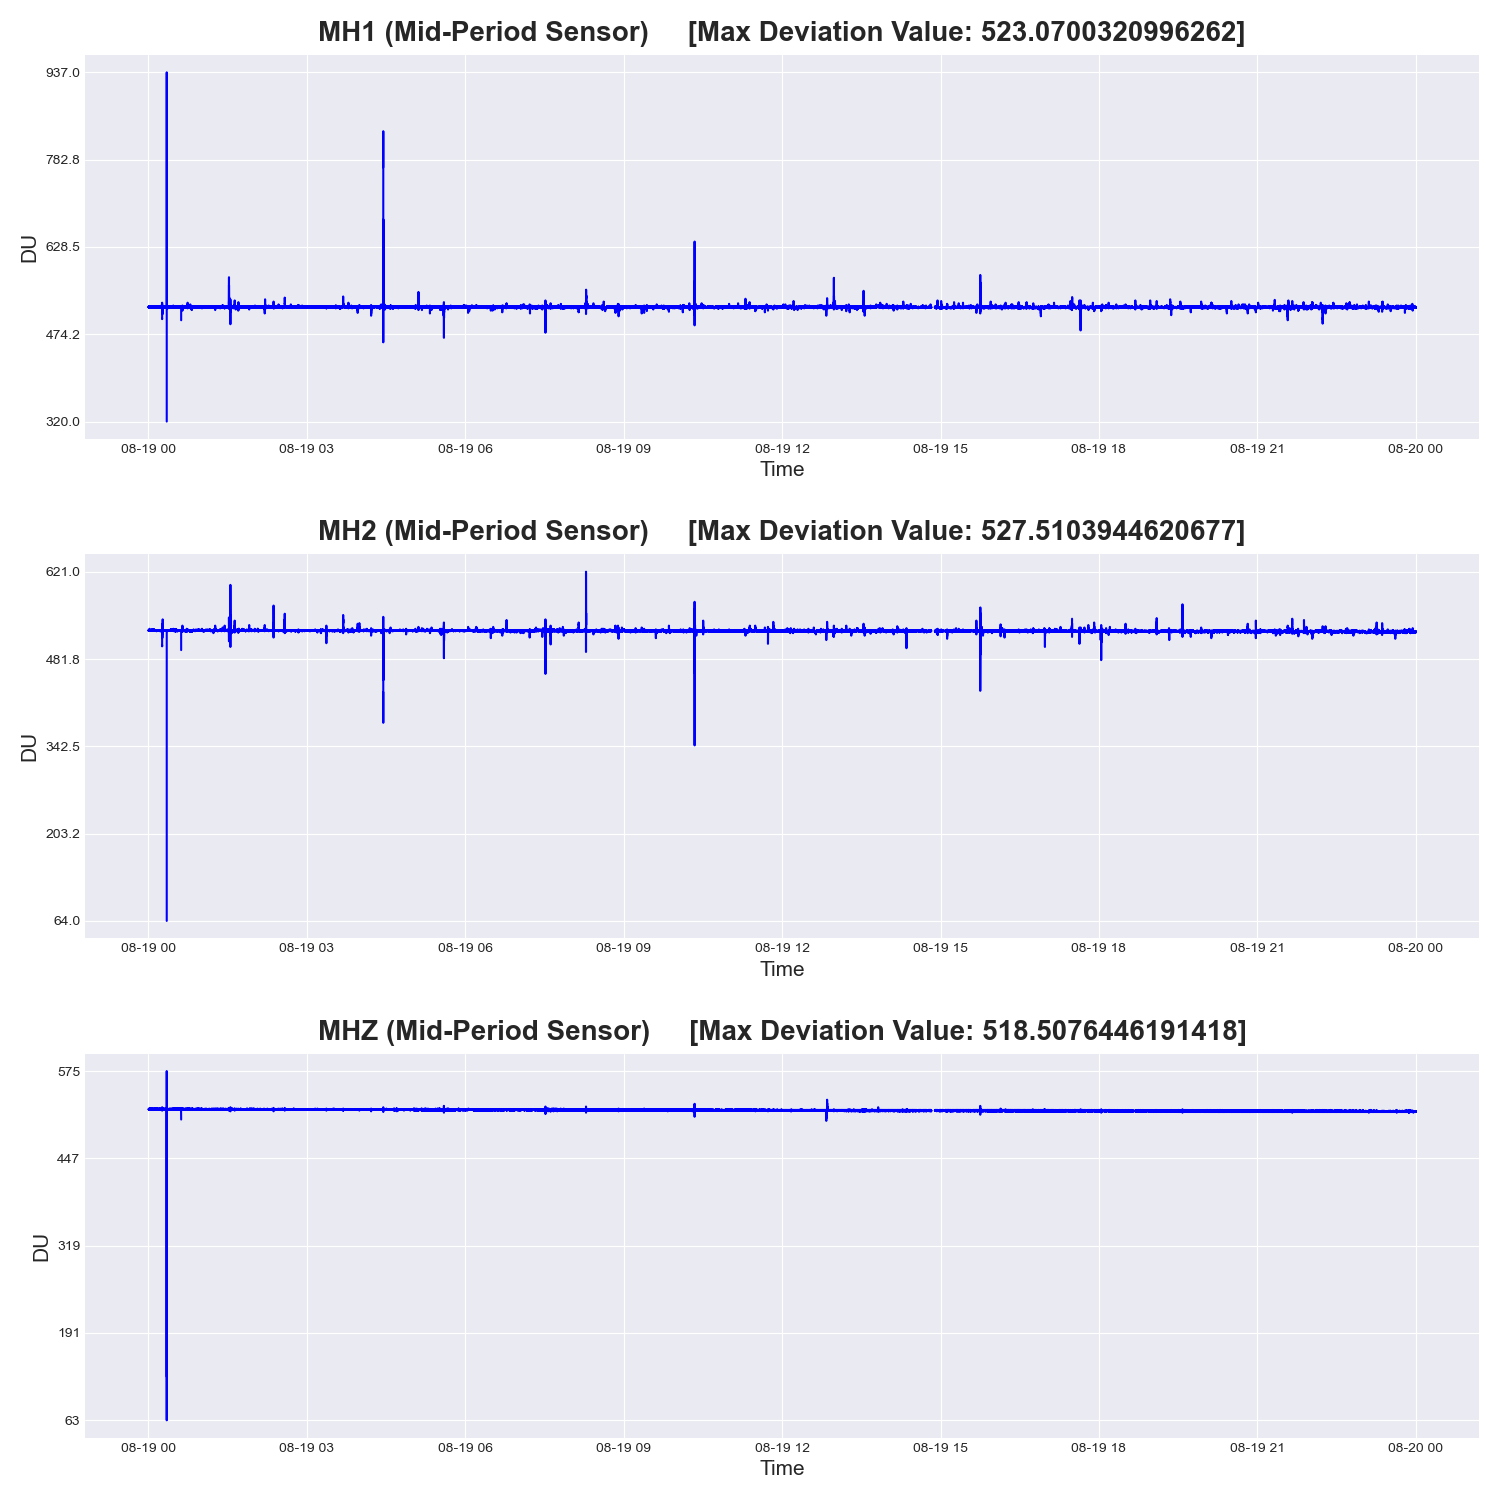 MH1 (Mid-Period Sensor) [Max Deviation Value: 523.0700320996262]
937.0
782.8
628.5
474.2
320.0
DU
08-19 00 08-19 03 08-19 06 08-19 09 08-19 12 08-19 15 08-19 18 08-19 21 08-20 00
Time
MH2 (Mid-Period Sensor) [Max Deviation Value: 527.5103944620677]
621.0
481.8
342.5
203.2
64.0
DU
08-19 00 08-19 03 08-19 06 08-19 09 08-19 12 08-19 15 08-19 18 08-19 21 08-20 00
Time
MHZ (Mid-Period Sensor) [Max Deviation Value: 518.5076446191418]
575
447
319
191
63
DU
08-19 00 08-19 03 08-19 06 08-19 09 08-19 12 08-19 15 08-19 18 08-19 21 08-20 00
Time